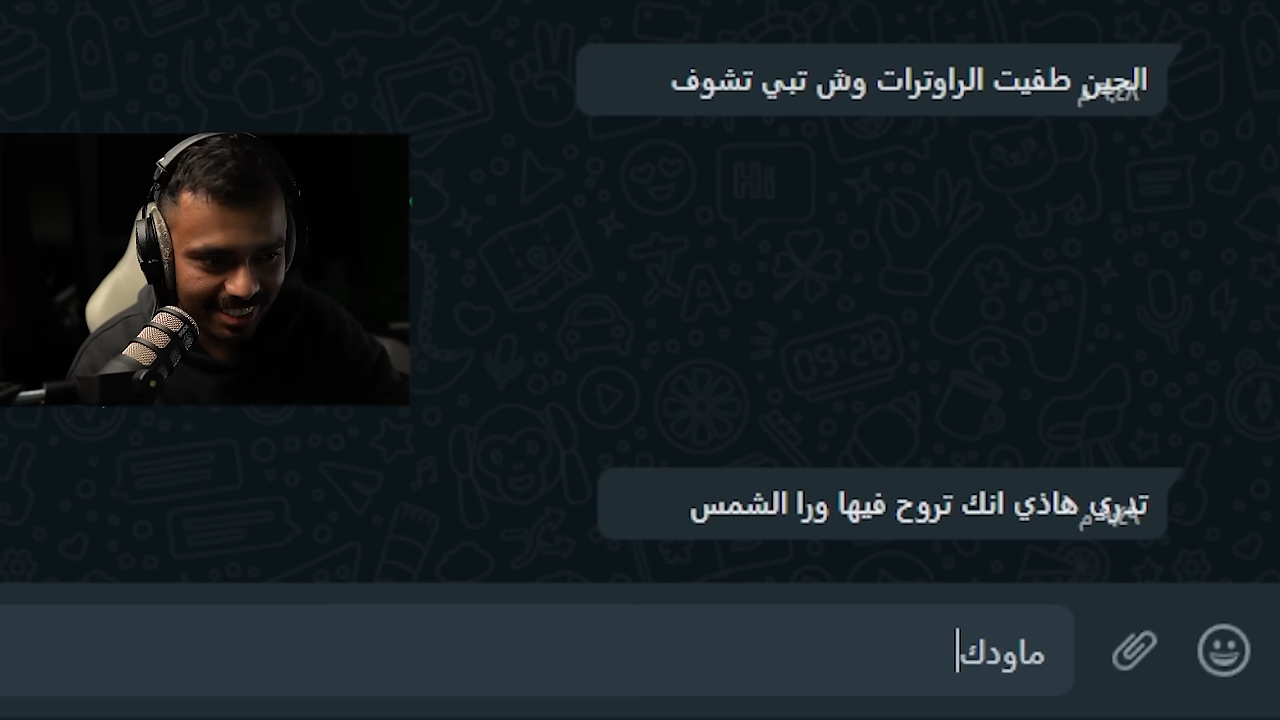 الحين طفيت الراوترات وش تبي تشوف
تدري هاذي انك تروح فيها ورا الشمس
ماودك